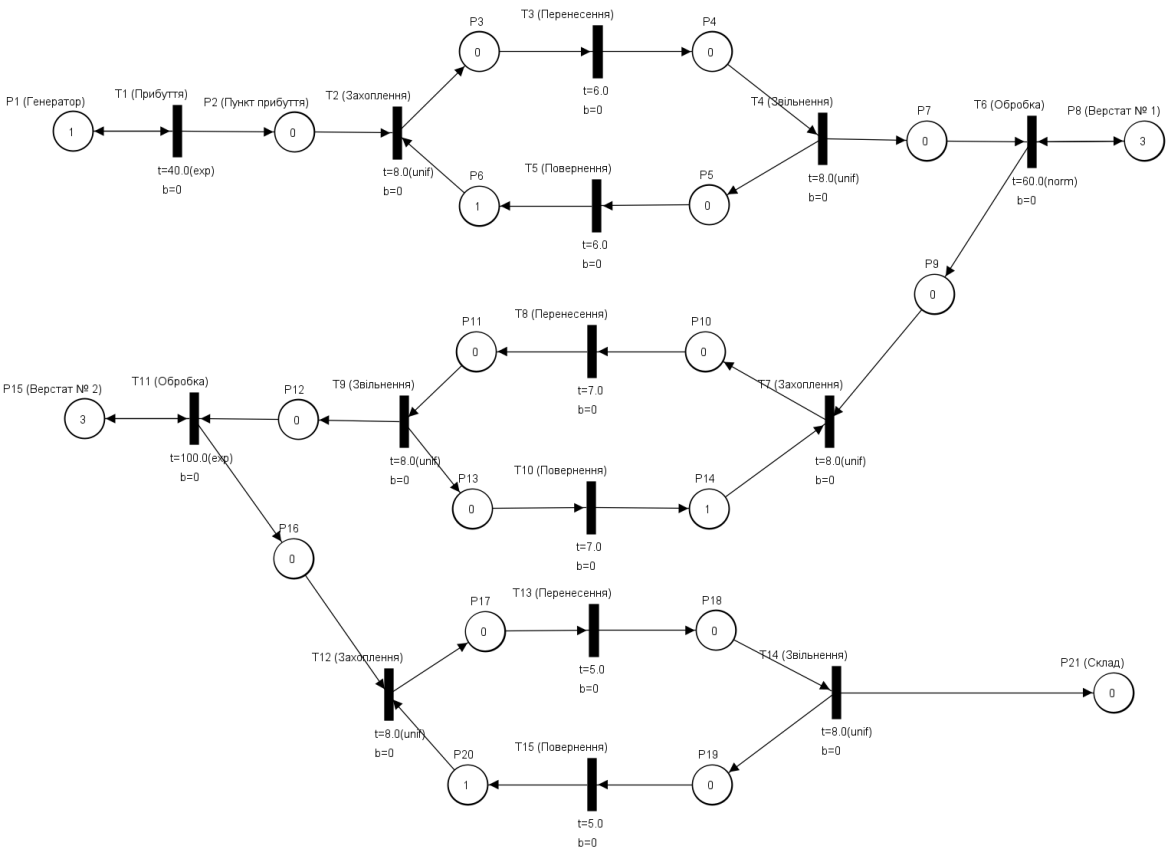 T3 (Перенесення)
P3
P4
0
0
t=6.0
b=0
P1 (Генератор)
T1 (Прибуття)
P2 (Пункт прибуття)
T2 (Захоплення)
T4 (Звільнення)
P7
T6 (Обробка)
P8 (Верстат № 1)
1
0
0
3
t=40.0(exp)
b=0
t=8.0(unif)
b=0
t=8.0(unif)
b=0
t=60.0(norm)
b=0
P6
T5 (Повернення)
P5
1
0
t=6.0
b=0
P9
0
P11
T8 (Перенесення)
P10
0
0
t=7.0
b=0
P15 (Верстат № 2)
T11 (Обробка)
P12
T9 (Звільнення)
T7 (Захоплення)
3
0
t=100.0(exp)
b=0
t=8.0(unif)
b=0
t=8.0(unif)
b=0
P13
T10 (Повернення)
P14
0
1
t=7.0
b=0
P16
0
P17
T13 (Перенесення)
P18
0
0
t=5.0
b=0
T12 (Захоплення)
T14 (Звільнення)
P21 (Склад)
0
t=8.0(unif)
b=0
t=8.0(unif)
b=0
P20
T15 (Повернення)
P19
1
0
t=5.0
b=0